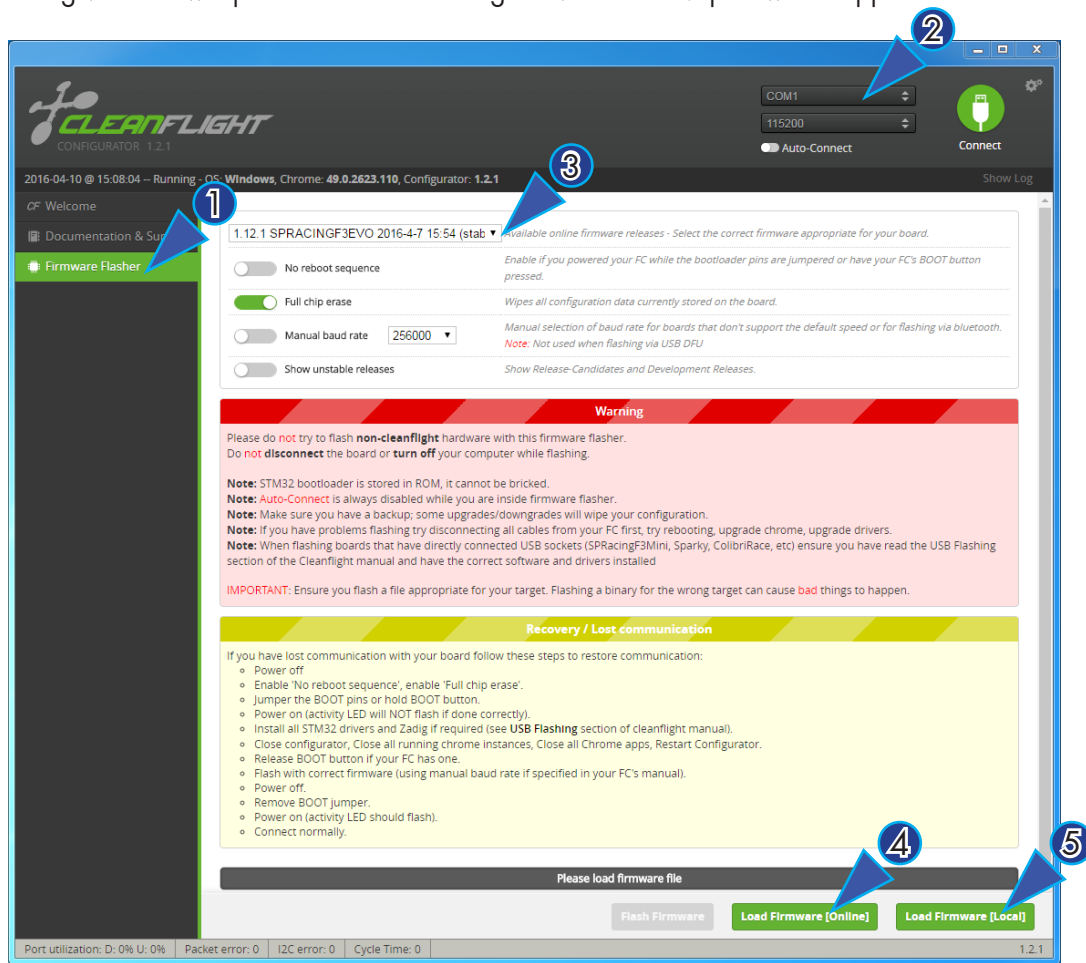 2
COM1
115200
Auto-Connect
Connect
CLEANFLIGHT
CONFIGURATOR 1.2.1
3
2016-04-10 @ 15:08:04 -- Running - OS: Windows, Chrome: 49.0.2623.110, Configurator: 1.2.1
Show Log
1
CF Welcome
Documentation & Su
Firmware Flasher
1.12.1 SPRACINGF3EVO 2016-4-7 15:54 (stab
Available online firmware releases - Select the correct firmware appropriate for your board.
No reboot sequence
Enable if you powered your FC while the bootloader pins are jumpered or have your FC's BOOT button
pressed.
Full chip erase
Wipes all configuration data currently stored on the board.
Manual baud rate 256000
Manual selection of baud rate for boards that don't support the default speed or for flashing via bluetooth.
Note: Not used when flashing via USB DFU
Show unstable releases
Show Release-Candidates and Development Releases.
Warning
Please do not try to flash non-cleanflight hardware with this firmware flasher.
Do not disconnect the board or turn off your computer while flashing.
Note: STM32 bootloader is stored in ROM, it cannot be bricked.
Note: Auto-Connect is always disabled while you are inside firmware flasher.
Note: Make sure you have a backup; some upgrades/downgrades will wipe your configuration.
Note: If you have problems flashing try disconnecting all cables from your FC first, try rebooting, upgrade chrome, upgrade drivers.
Note: When flashing boards that have directly connected USB sockets (SPRacingF3Mini, Sparky, ColibriRace, etc) ensure you have read the USB Flashing
section of the Cleanflight manual and have the correct software and drivers installed
IMPORTANT: Ensure you flash a file appropriate for your target. Flashing a binary for the wrong target can cause bad things to happen.
Recovery / Lost communication
If you have lost communication with your board follow these steps to restore communication:
Power off
Enable 'No reboot sequence', enable 'Full chip erase'.
Jumper the BOOT pins or hold BOOT button.
Power on (activity LED will NOT flash if done correctly).
Install all STM32 drivers and Zadig if required (see USB Flashing section of cleanflight manual).
Close configurator, Close all running chrome instances, Close all Chrome apps, Restart Configurator.
Release BOOT button if your FC has one.
Flash with correct firmware (using manual baud rate if specified in your FC's manual).
Power off.
Remove BOOT jumper.
Power on (activity LED should flash).
Connect normally.
4
5
Please load firmware file
Flash Firmware
Load Firmware [Online]
Load Firmware [Local]
Port utilization: D: 0% U: 0%
Packet error: 0
I2C error: 0
Cycle Time: 0
1.2.1